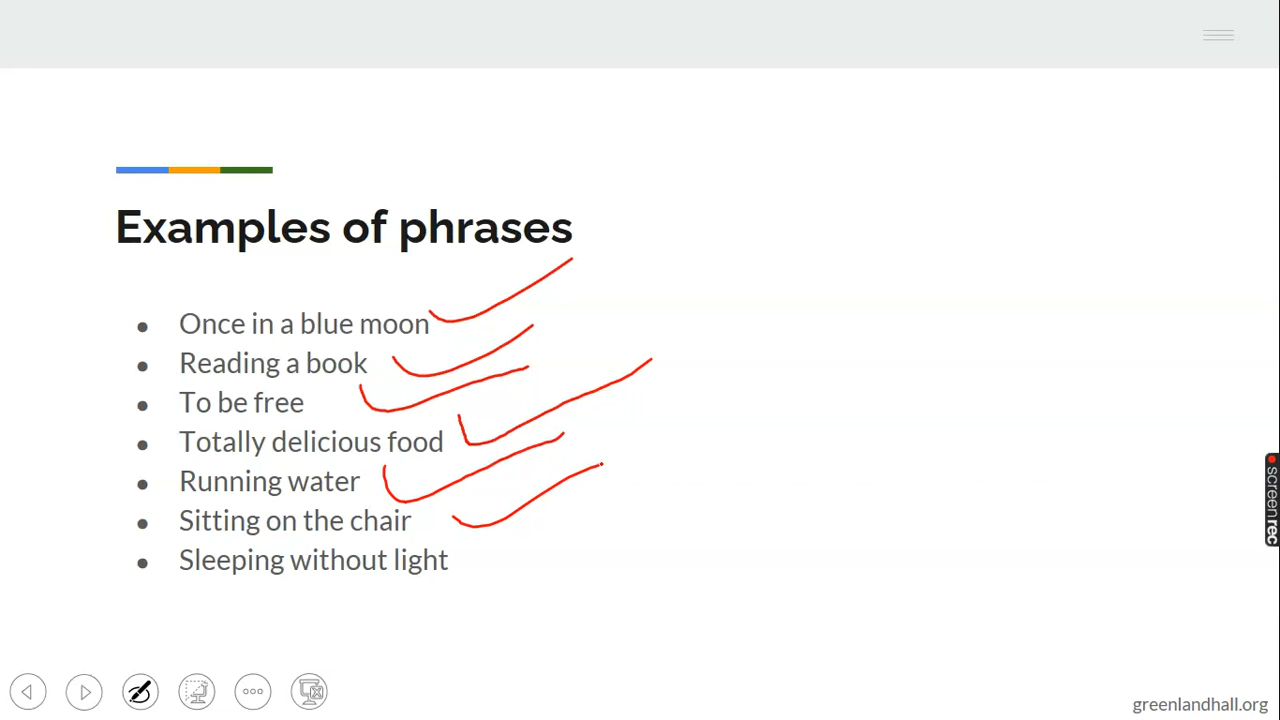 Examples of phrases
Once in a blue moon
Reading a book
To be free
Totally delicious food
Running water
Sitting on the chair
Sleeping without light
screenrec
greenlandhall.org